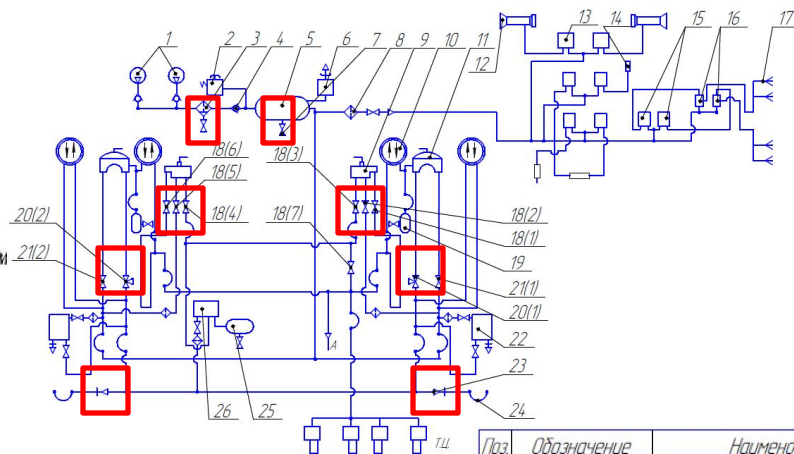 1 2 3 4 5 6 7 8 9 10 11 13 14 15 16 17
12
18(6) 18(3)
18(5)
20(2) 18(4) 18(7) 18(2)
18(1)
м 21(2) 19
21(1)
20(1)
22
А
23
26 25 24
ТЦ
Поз. Обозначение Наимено